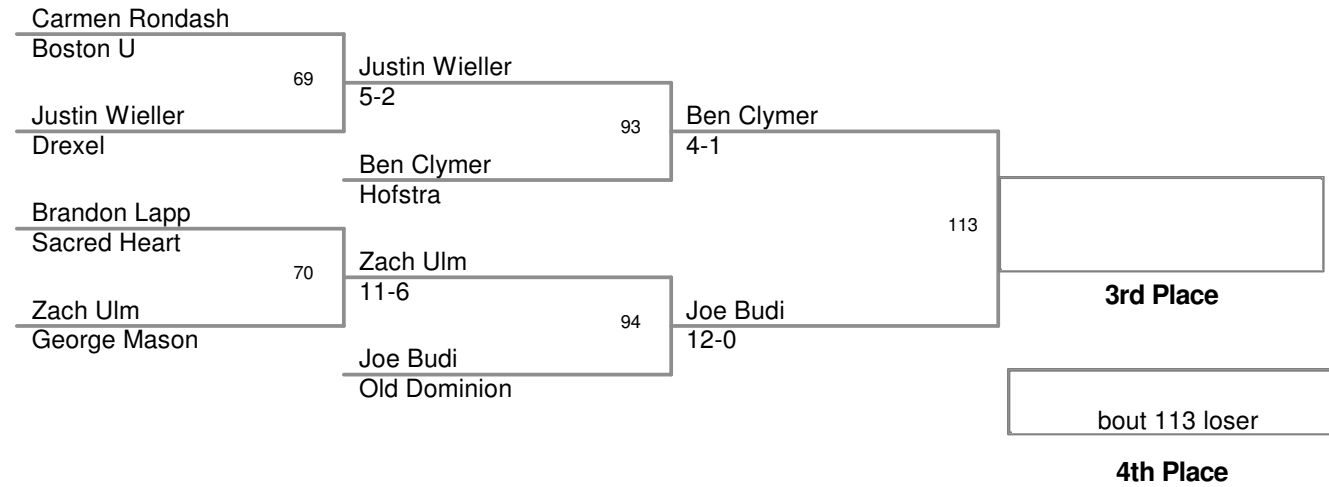 Carmen Rondash
Boston U
69
Justin Wieller
5-2
Justin Wieller
Drexel
93
Ben Clymer
4-1
Ben Clymer
Hofstra
Brandon Lapp
Sacred Heart
113
70
Zach Ulm
11-6
3rd Place
Zach Ulm
George Mason
94
Joe Budi
12-0
Joe Budi
Old Dominion
bout 113 loser
4th Place